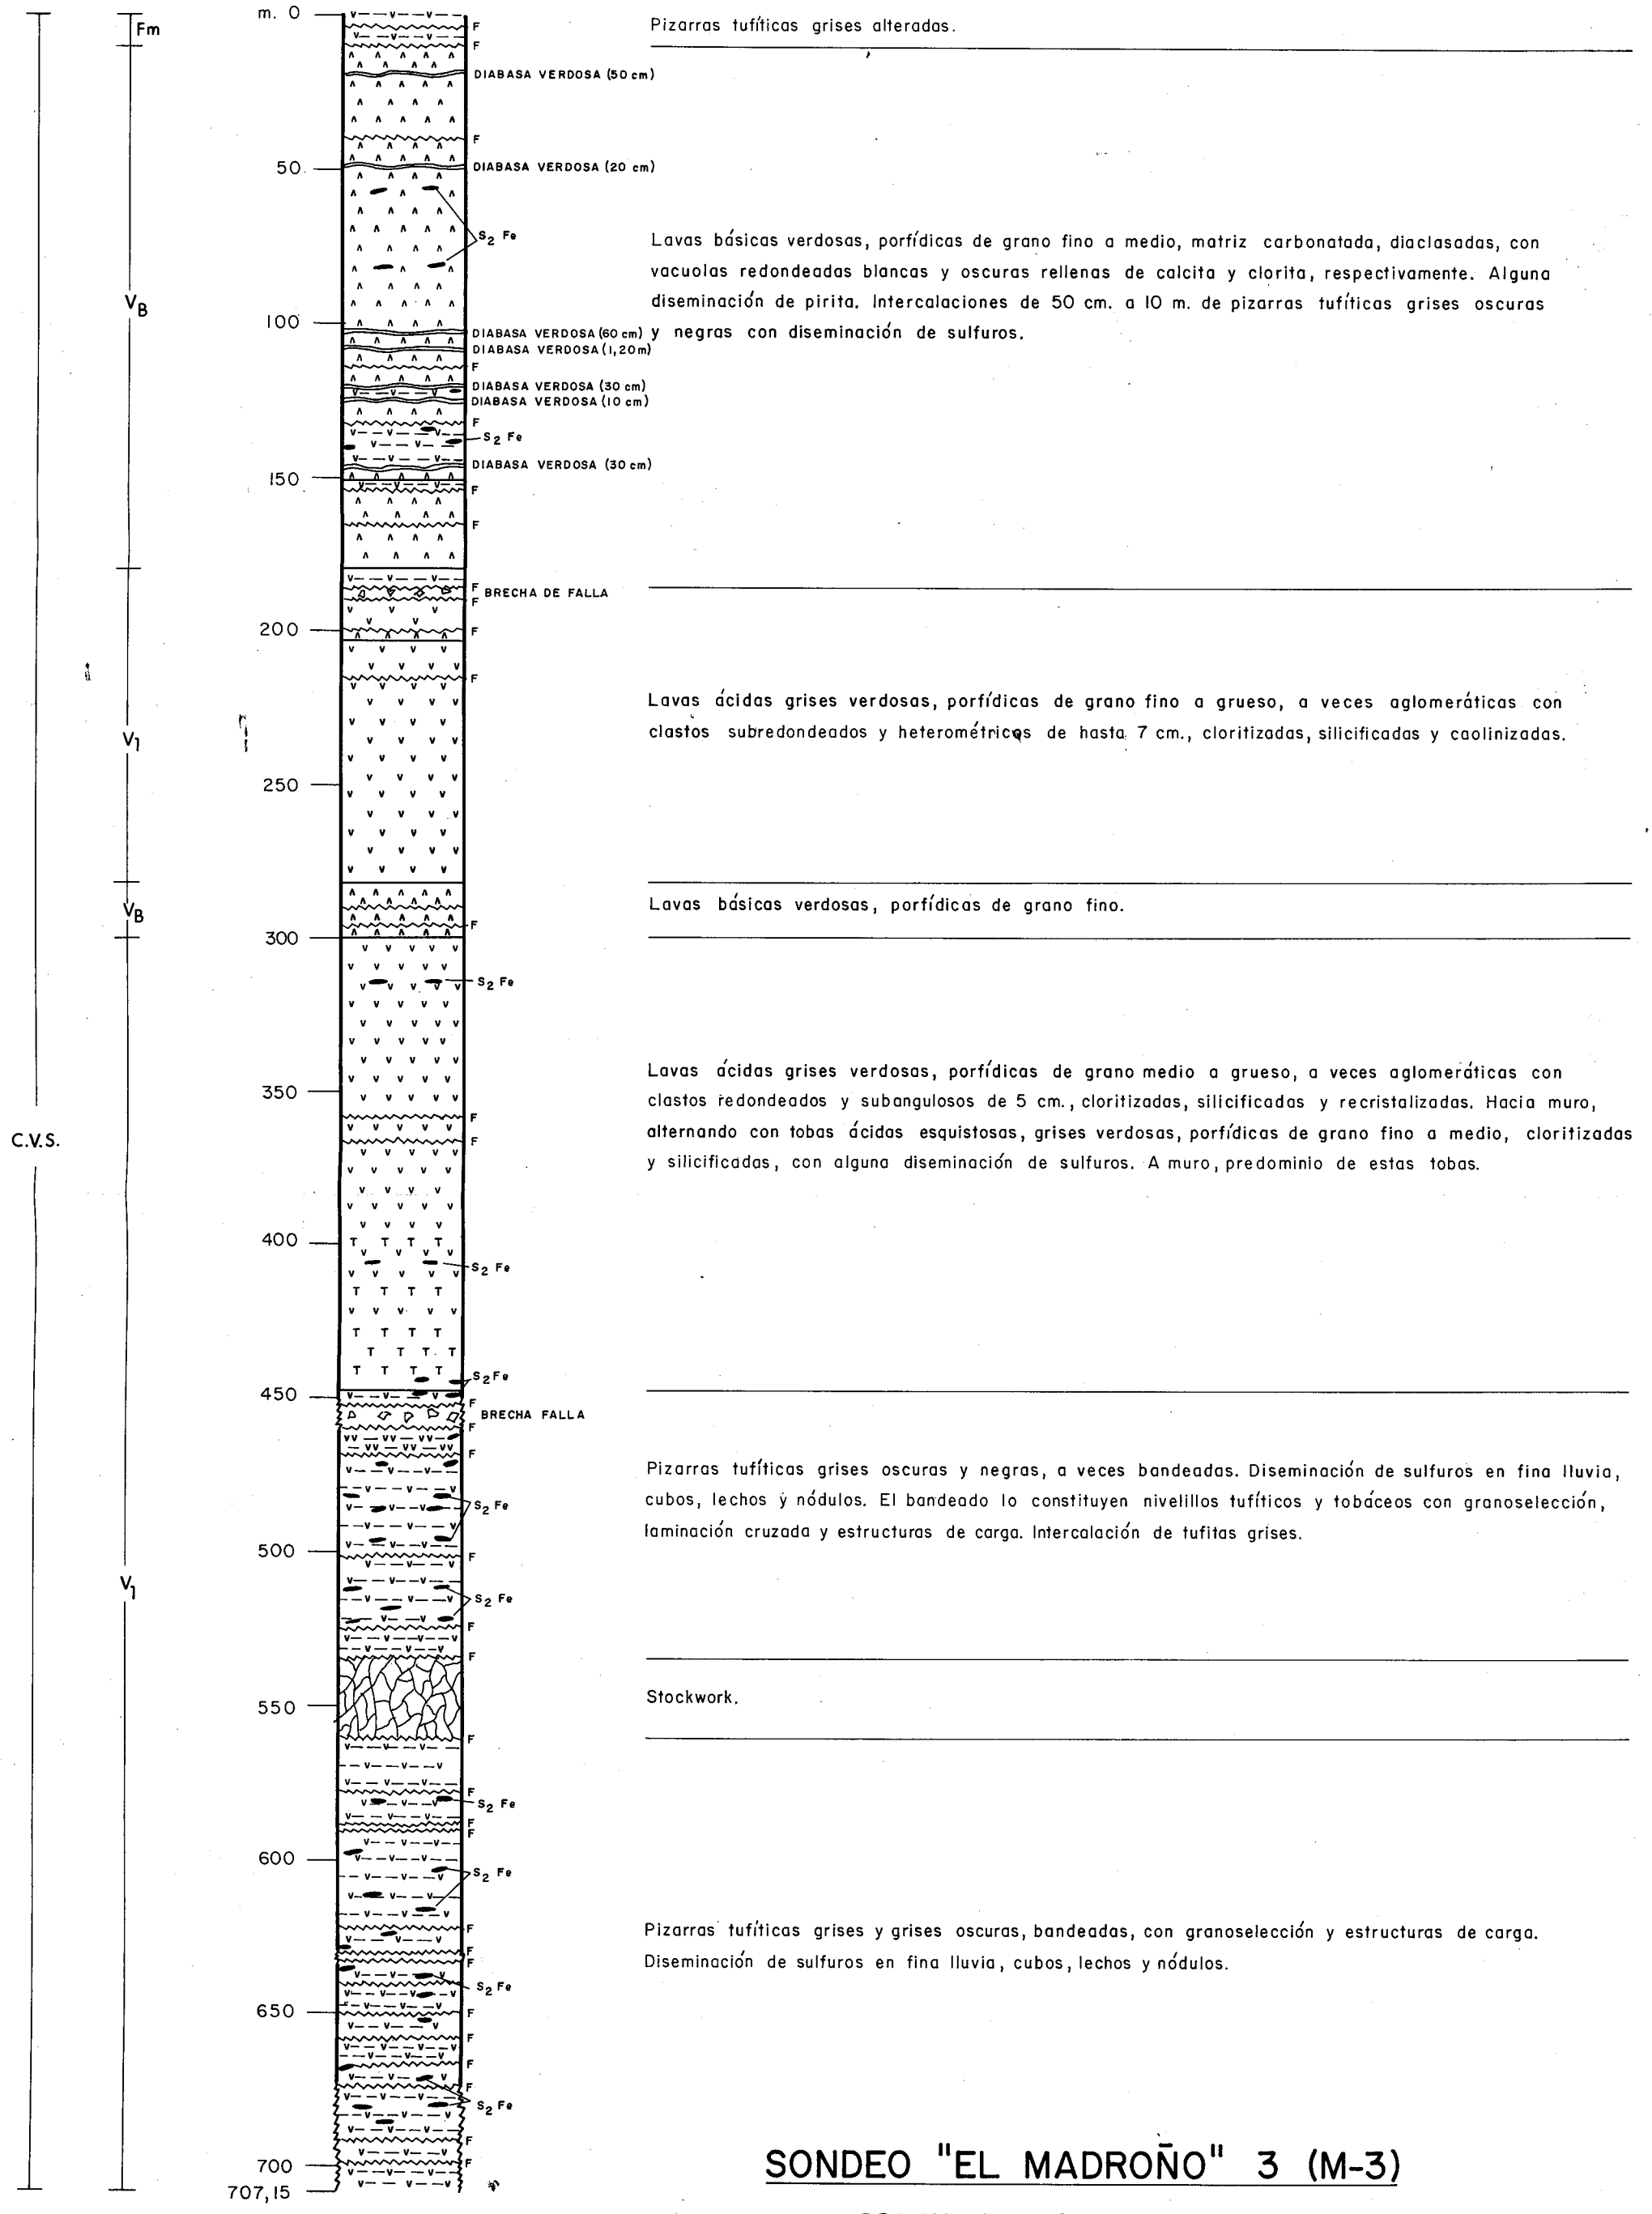 m. 0
Fm
F
F
Pizarras tufíticas grises alteradas.
DIABASA VERDOSA (50 cm)
F
50
DIABASA VERDOSA (20 cm)
S2 Fe
Lavas básicas verdosas, porfídicas de grano fino a medio, matriz carbonatada, diaclasadas, con
vacuolas redondeadas blancas y oscuras rellenas de calcita y clorita, respectivamente. Alguna
diseminación de pirita. Intercalaciones de 50 cm. a 10 m. de pizarras tufíticas grises oscuras
y negras con diseminación de sulfuros.
VB
100
DIABASA VERDOSA (60 cm)
DIABASA VERDOSA (1,20m)
F
DIABASA VERDOSA (30 cm)
DIABASA VERDOSA (10 cm)
F
S2 Fe
DIABASA VERDOSA (30 cm)
150
F
F
F
BRECHA DE FALLA
F
200
F
F
Lavas ácidas grises verdosas, porfídicas de grano fino a grueso, a veces aglomeráticas con
clastos subredondeados y heterométricos de hasta 7 cm., cloritizadas, silicificadas y caolinizadas.
V1
250
VB
Lavas básicas verdosas, porfídicas de grano fino.
F
300
S2 Fe
Lavas ácidas grises verdosas, porfídicas de grano medio a grueso, a veces aglomeráticas con
clastos redondeados y subangulosos de 5 cm., cloritizadas, silicificadas y recristalizadas. Hacia muro,
alternando con tobas ácidas esquistosas, grises verdosas, porfídicas de grano fino a medio, cloritizadas
y silicificadas, con alguna diseminación de sulfuros. A muro, predominio de estas tobas.
350
F
C.V.S.
F
400
S2 Fe
S2 Fe
450
F
BRECHA FALLA
F
F
Pizarras tufíticas grises oscuras y negras, a veces bandeadas. Diseminación de sulfuros en fina lluvia,
cubos, lechos y nódulos. El bandeado lo constituyen nivelillos tufíticos y tobáceos con granoselección,
laminación cruzada y estructuras de carga. Intercalación de tufitas grises.
S2 Fe
500
F
V1
S2 Fe
F
F
Stockwork.
550
F
F
S2 Fe
F
F
600
S2 Fe
F
Pizarras tufíticas grises y grises oscuras, bandeadas, con granoselección y estructuras de carga.
Diseminación de sulfuros en fina lluvia, cubos, lechos y nódulos.
F
F
S2 Fe
650
F
F
F
F
S2 Fe
F
700
F
707,15
SONDEO "EL MADROÑO" 3 (M-3)